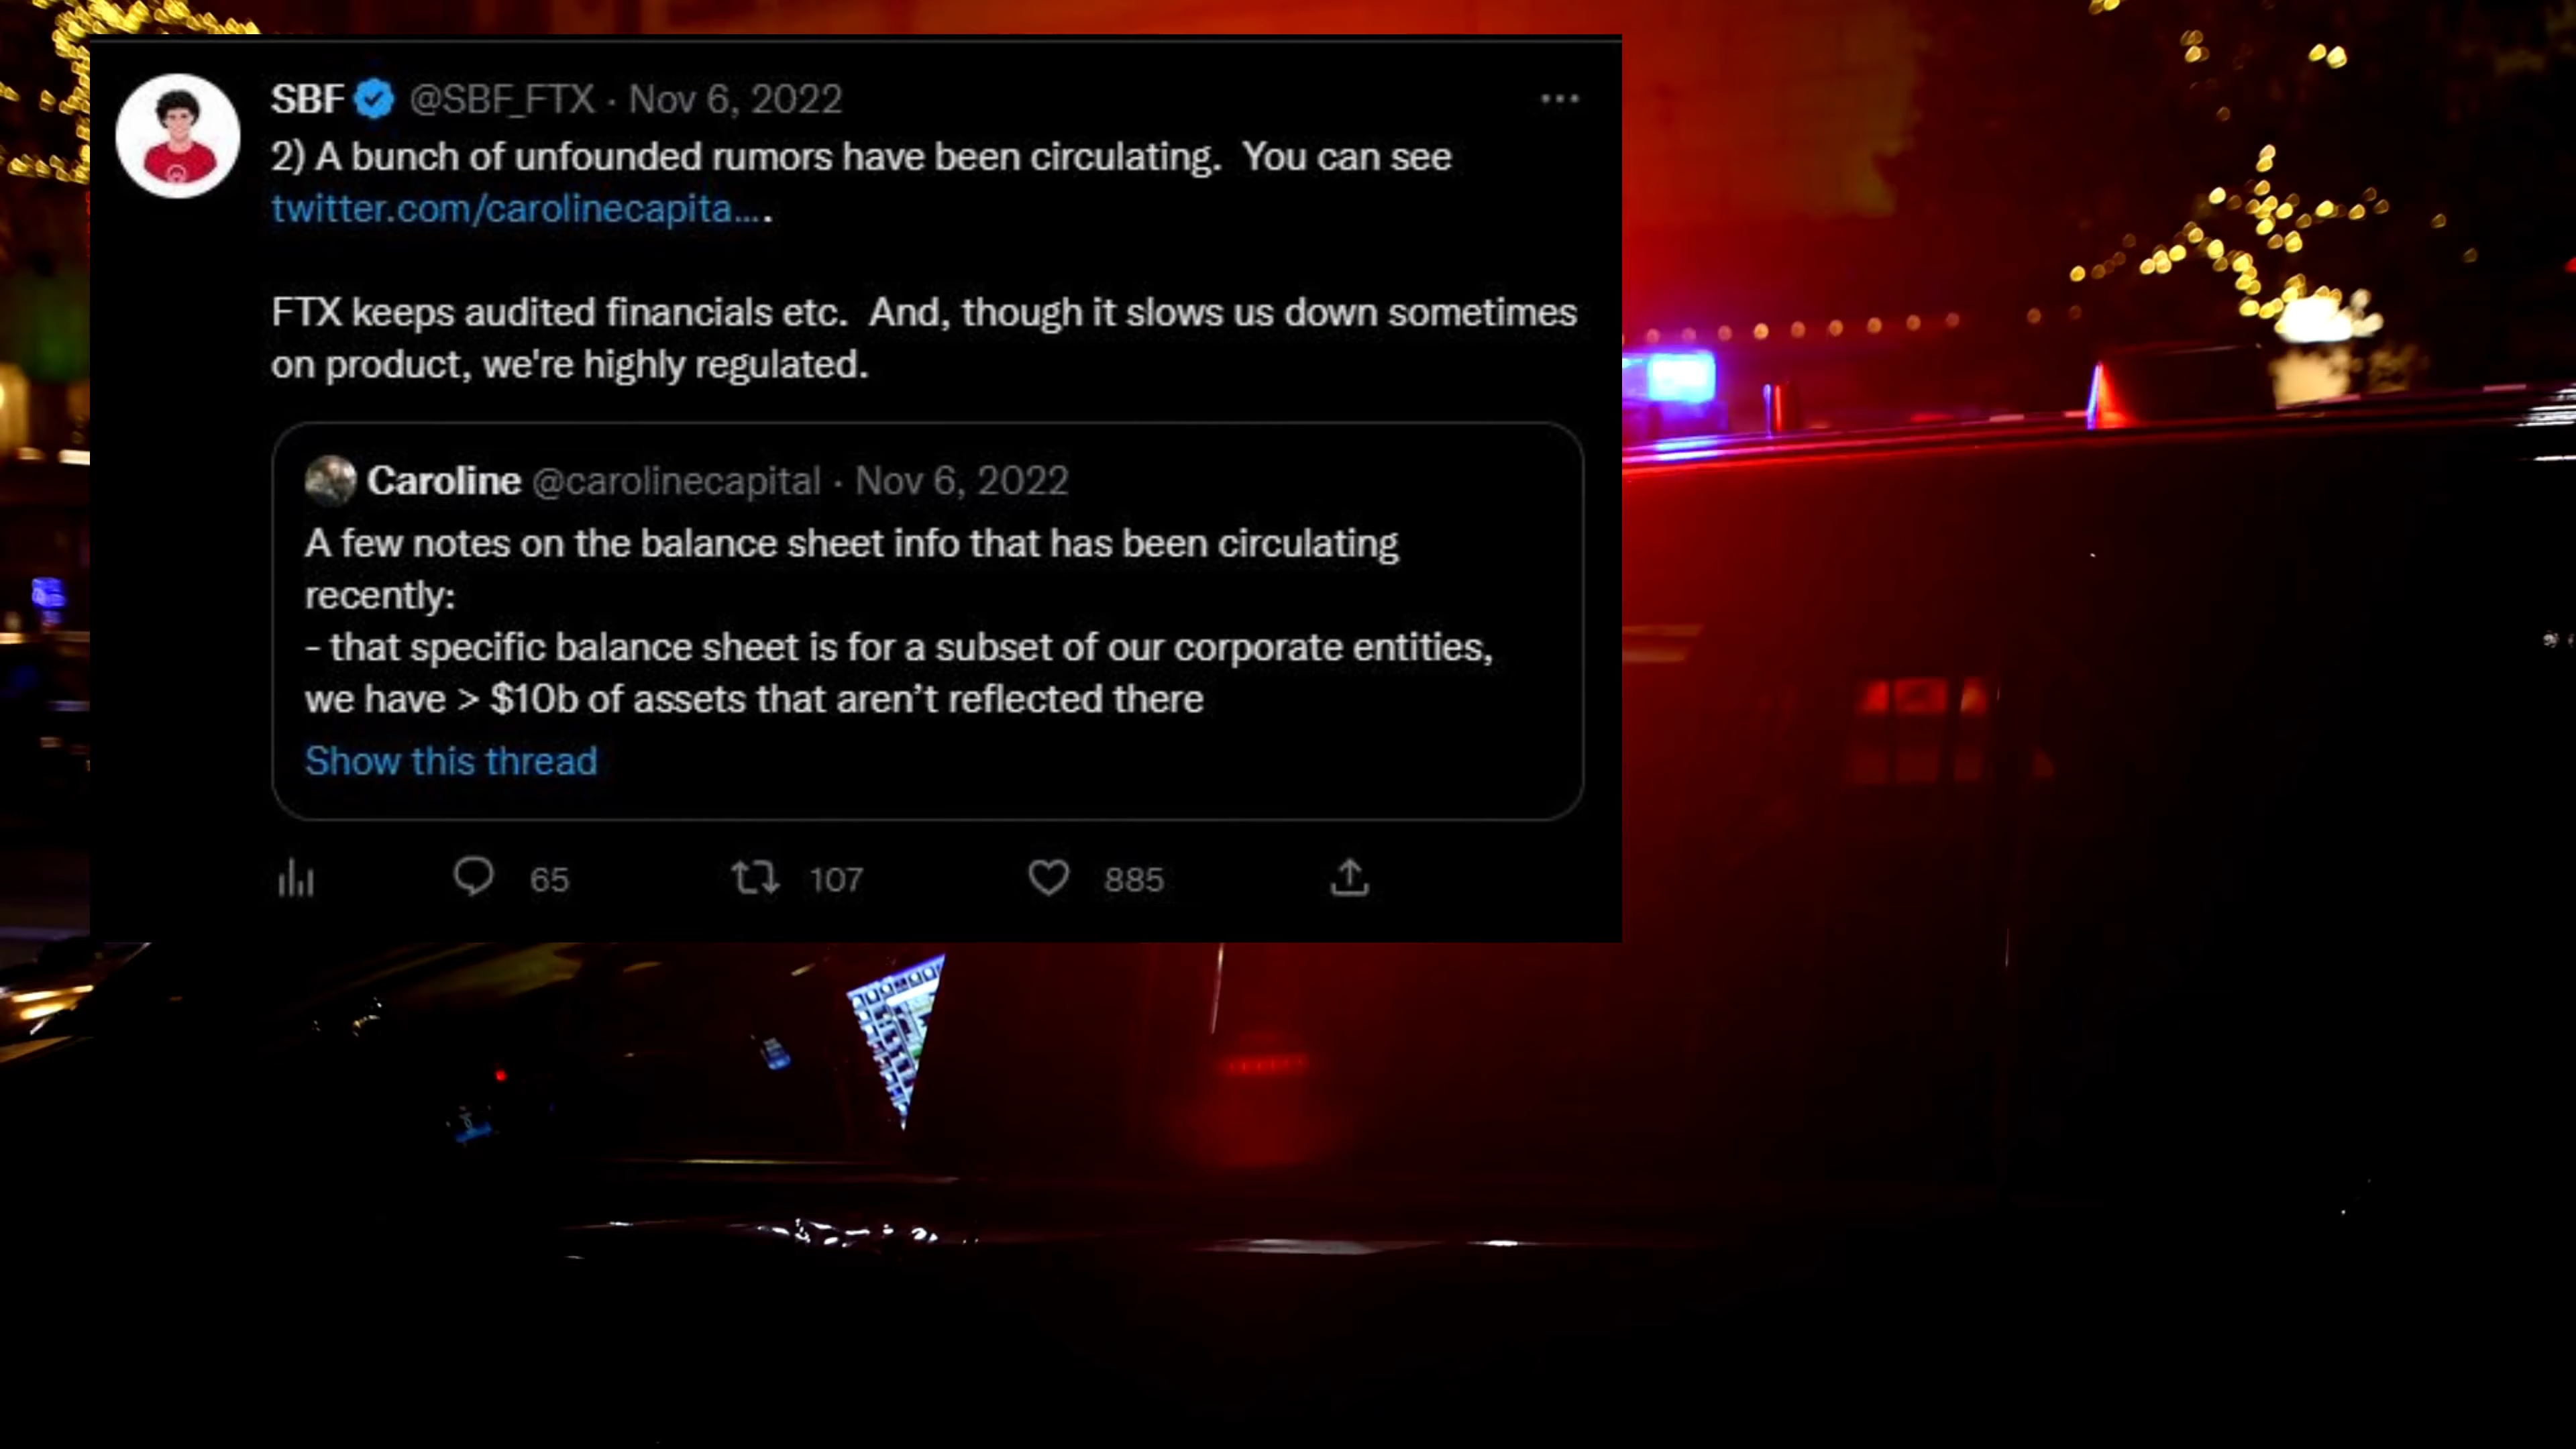 SBF @SBF_FTX · Nov 6, 2022
2) A bunch of unfounded rumors have been circulating. You can see
twitter.com/carolinecapita... .
FTX keeps audited financials etc. And, though it slows us down sometimes
on product, we're highly regulated.
Caroline @carolinecapital · Nov 6, 2022
A few notes on the balance sheet info that has been circulating
recently:
- that specific balance sheet is for a subset of our corporate entities,
we have > $10b of assets that aren’t reflected there
Show this thread
65 107 885